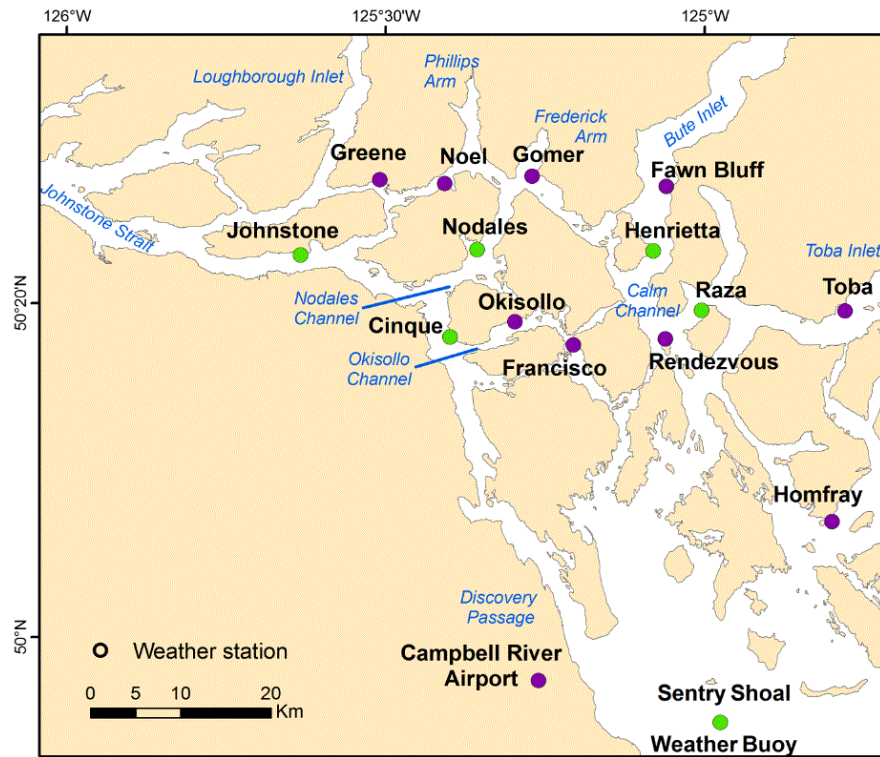 126°W
125°30'W
125°W
Loughborough Inlet
Phillips
Arm
Frederick
Arm
Bute Inlet
Greene
Noel
Gomer
Fawn Bluff
Johnstone Strait
Johnstone
Nodales
Henrietta
Toba Inlet
50°20'N
Nodales
Channel
Okisollo
Calm
Channel
Raza
Toba
Cinque
Okisollo
Channel
Francisco
Rendezvous
Homfray
Discovery
Passage
50°N
Weather station
Campbell River
Airport
0 5 10 20
Km
Sentry Shoal
Weather Buoy